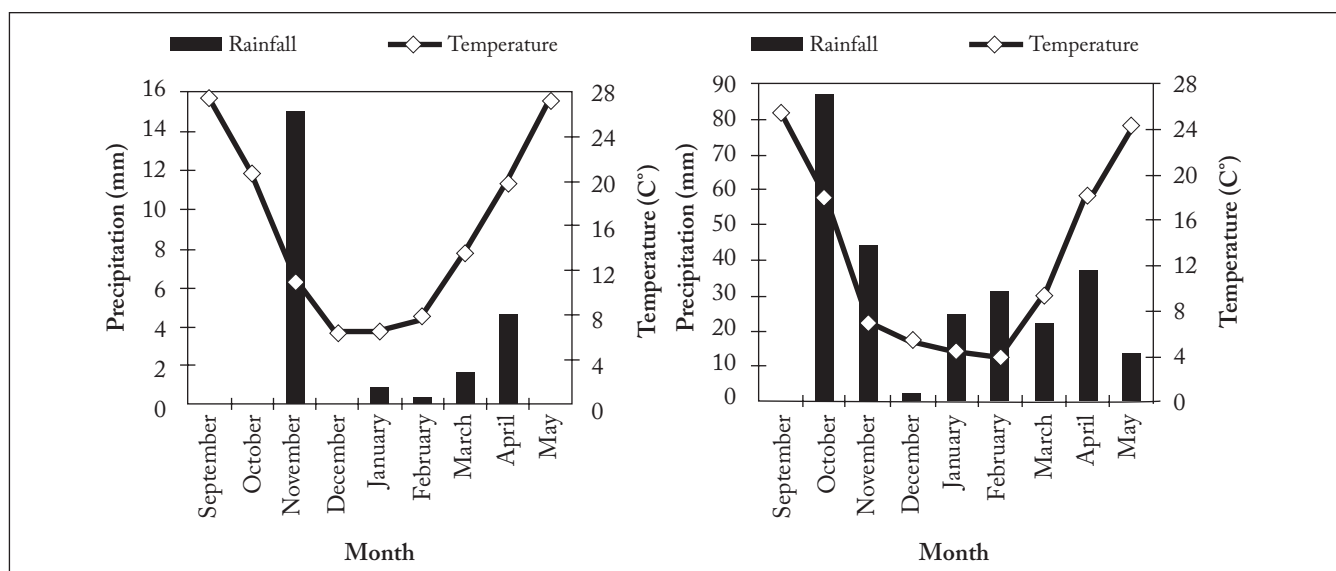 Rainfall Temperature
16
14
12
10
8
6
4
2
0
Precipitation (mm)
28
24
20
16
12
8
4
0
Temperature (C°)
September
October
November
December
January
February
March
April
May
Month
Rainfall Temperature
90
80
70
60
50
40
30
20
10
0
Precipitation (mm)
28
24
20
16
12
8
4
0
Temperature (C°)
September
October
November
December
January
February
March
April
May
Month